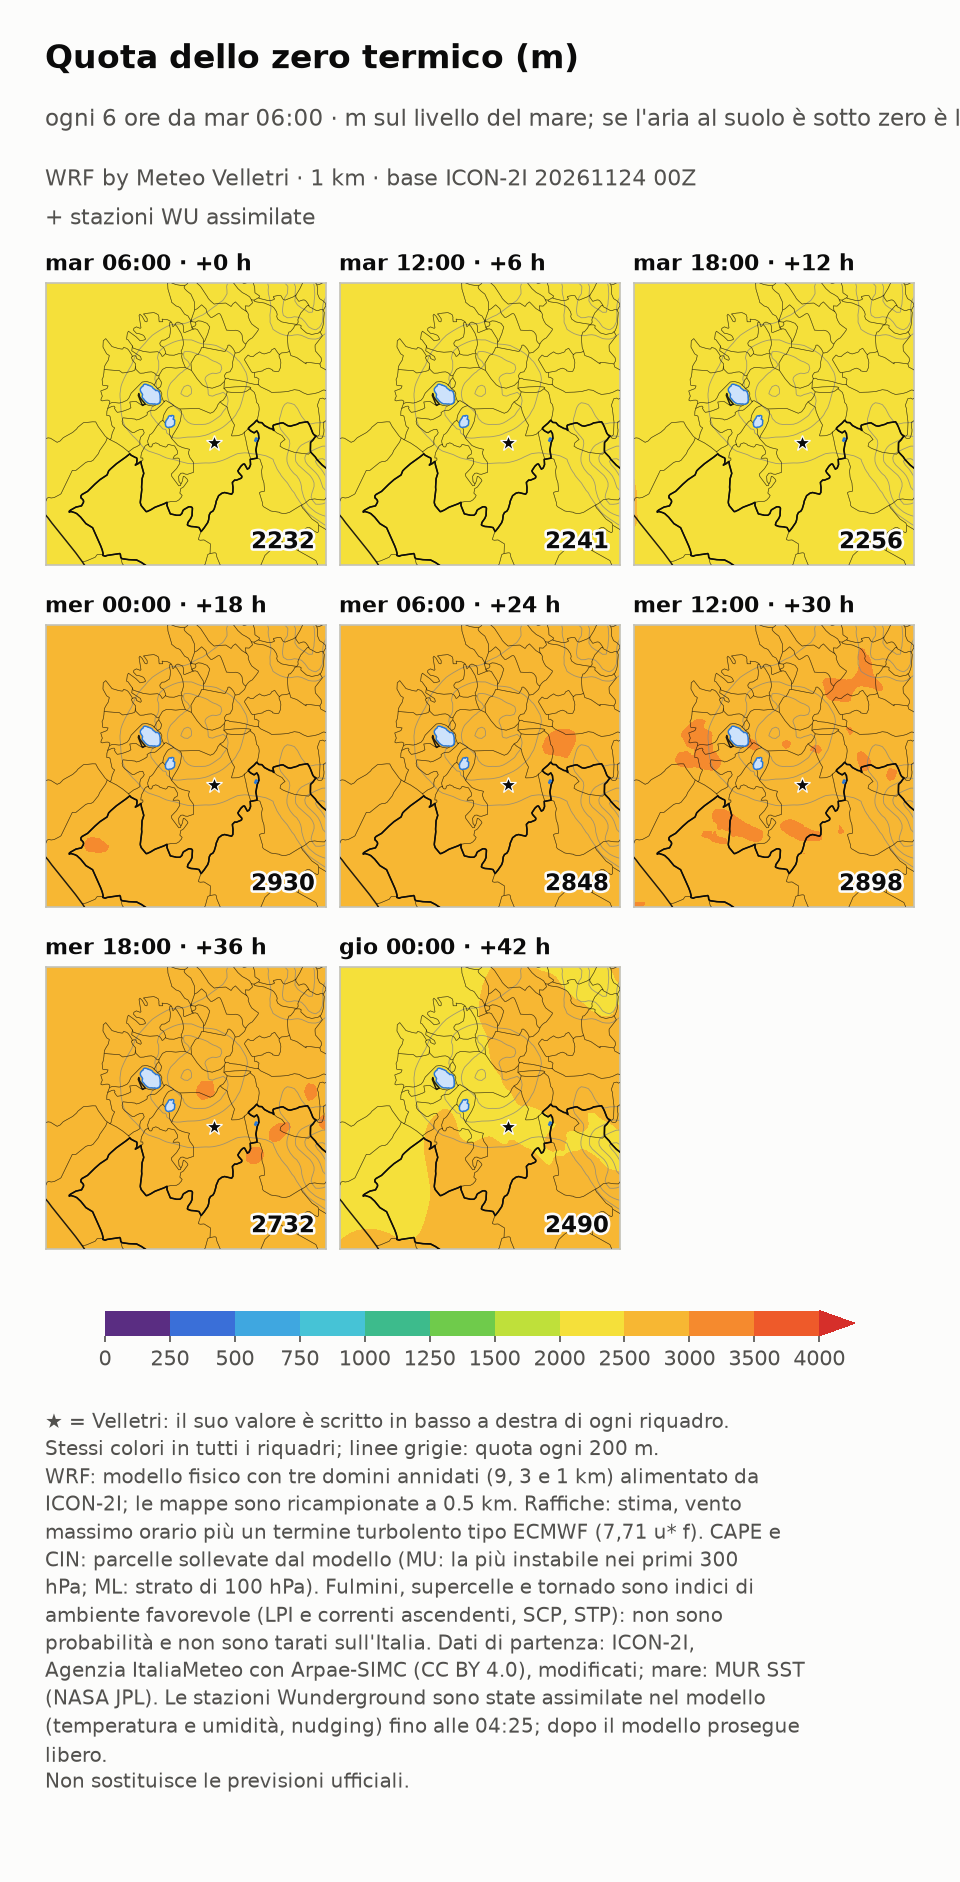 Quota dello zero termico (m)
ogni 6 ore da mar 06:00 · m sul livello del mare; se l'aria al suolo è sotto zero è
WRF by Meteo Velletri · 1 km · base ICON-2I 20261124 00Z
+ stazioni WU assimilate
mar 06:00 · +0 h
mar 12:00 · +6 h
mar 18:00 · +12 h
2232
2241
2256
mer 00:00 · +18 h
mer 06:00 · +24 h
mer 12:00 · +30 h
2930
2848
2898
mer 18:00 · +36 h
gio 00:00 · +42 h
2732
2490
0 250 500 750 1000 1250 1500 2000 2500 3000 3500 4000
★ = Velletri: il suo valore è scritto in basso a destra di ogni riquadro.
Stessi colori in tutti i riquadri; linee grigie: quota ogni 200 m.
WRF: modello fisico con tre domini annidati (9, 3 e 1 km) alimentato da
ICON-2I; le mappe sono ricampionate a 0.5 km. Raffiche: stima, vento
massimo orario più un termine turbolento tipo ECMWF (7,71 u* f). CAPE e
CIN: parcelle sollevate dal modello (MU: la più instabile nei primi 300
hPa; ML: strato di 100 hPa). Fulmini, supercelle e tornado sono indici di
ambiente favorevole (LPI e correnti ascendenti, SCP, STP): non sono
probabilità e non sono tarati sull'Italia. Dati di partenza: ICON-2I,
Agenzia ItaliaMeteo con Arpae-SIMC (CC BY 4.0), modificati; mare: MUR SST
(NASA JPL). Le stazioni Wunderground sono state assimilate nel modello
(temperatura e umidità, nudging) fino alle 04:25; dopo il modello prosegue
libero.
Non sostituisce le previsioni ufficiali.